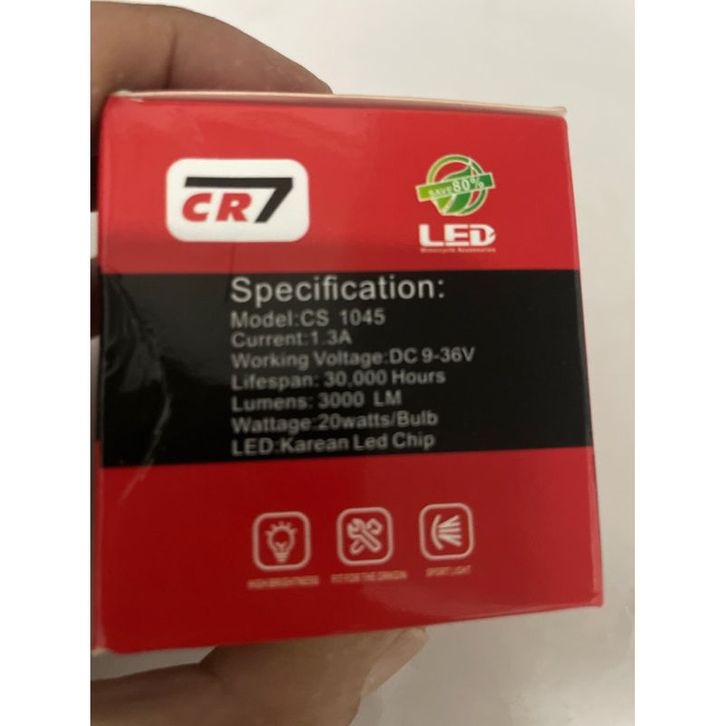 CR7
SAVE 80%
LED
Motorcycle Accessories
Specification:
Model:CS 1045
Current:1.3A
Working Voltage:DC 9-36V
Lifespan: 30,000 Hours
Lumens: 3000 LM
Wattage:20watts/Bulb
LED:Karean Led Chip
HIGH BRIGHTNESS
FIT FOR THE ORIGIN
SPORT LIGHT